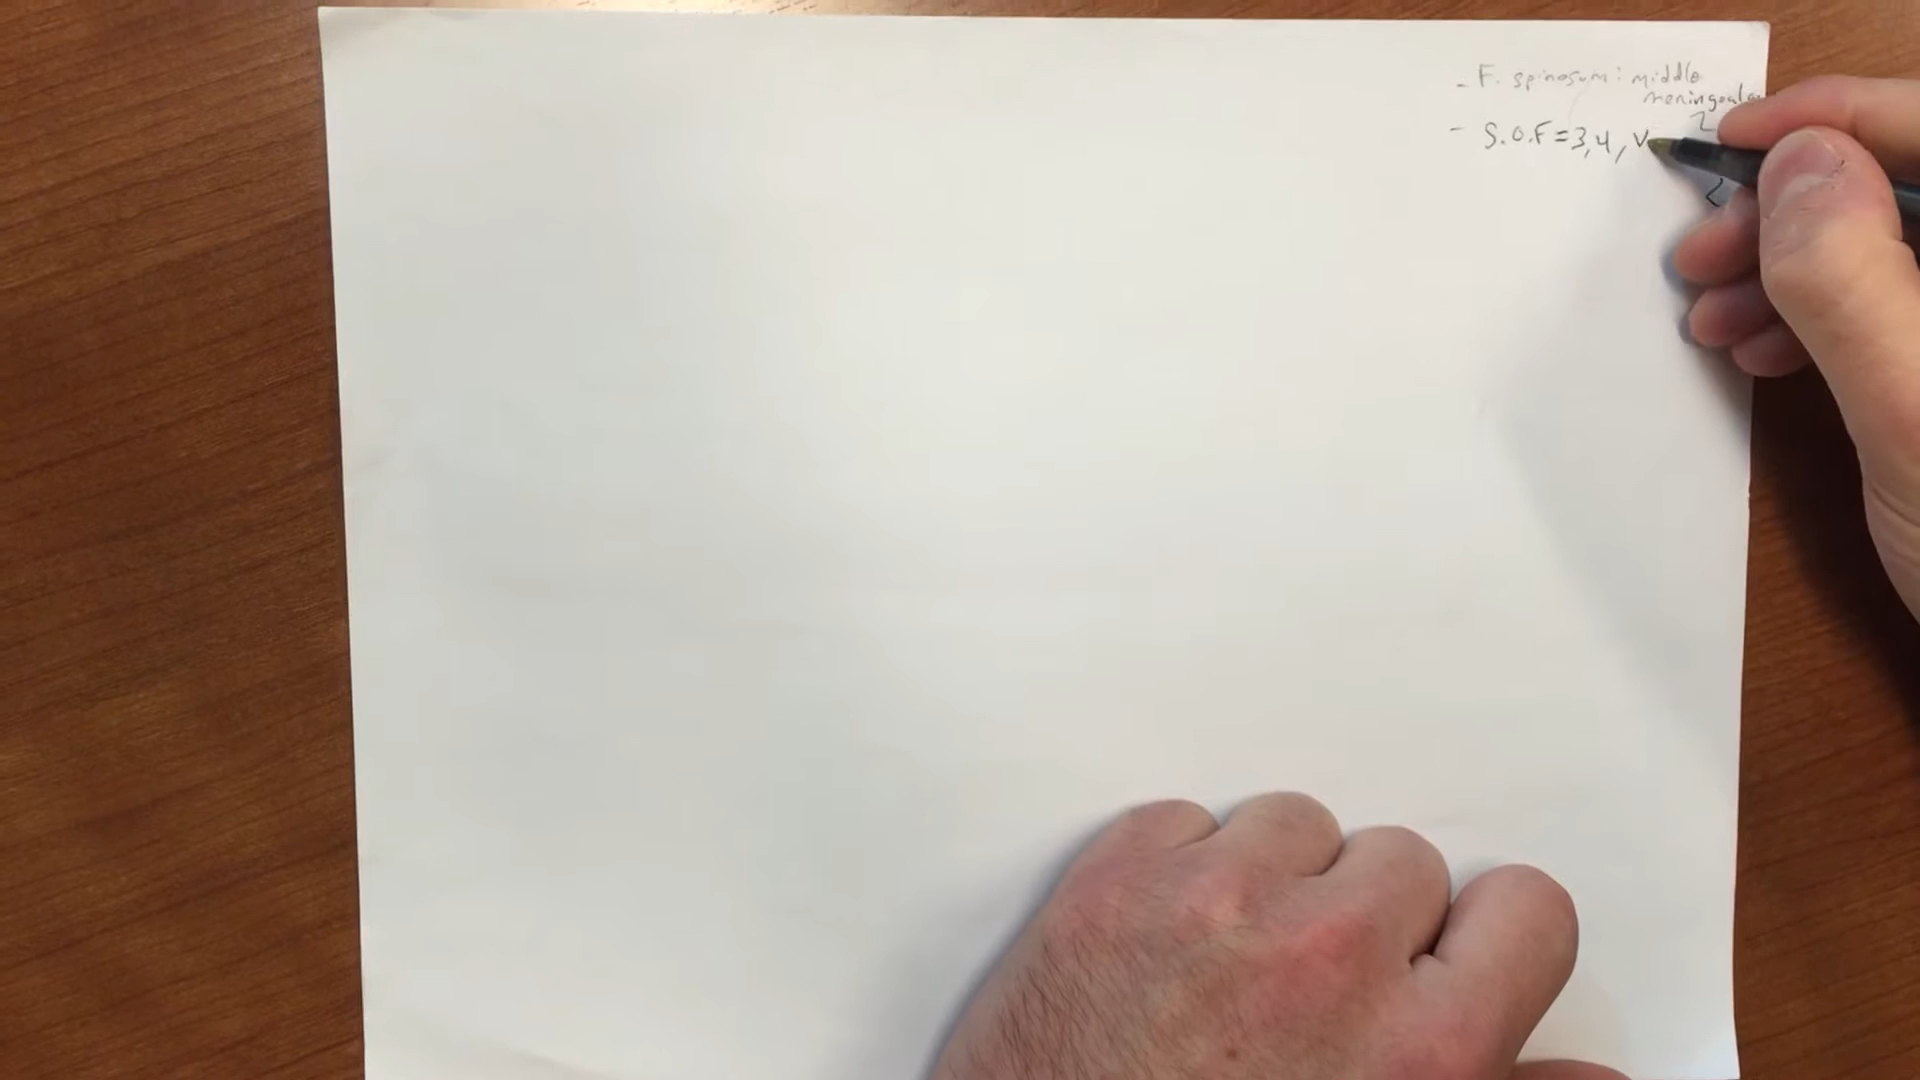 - F. spinosum: middle
meningeal
- S.O.F = 3,4, V